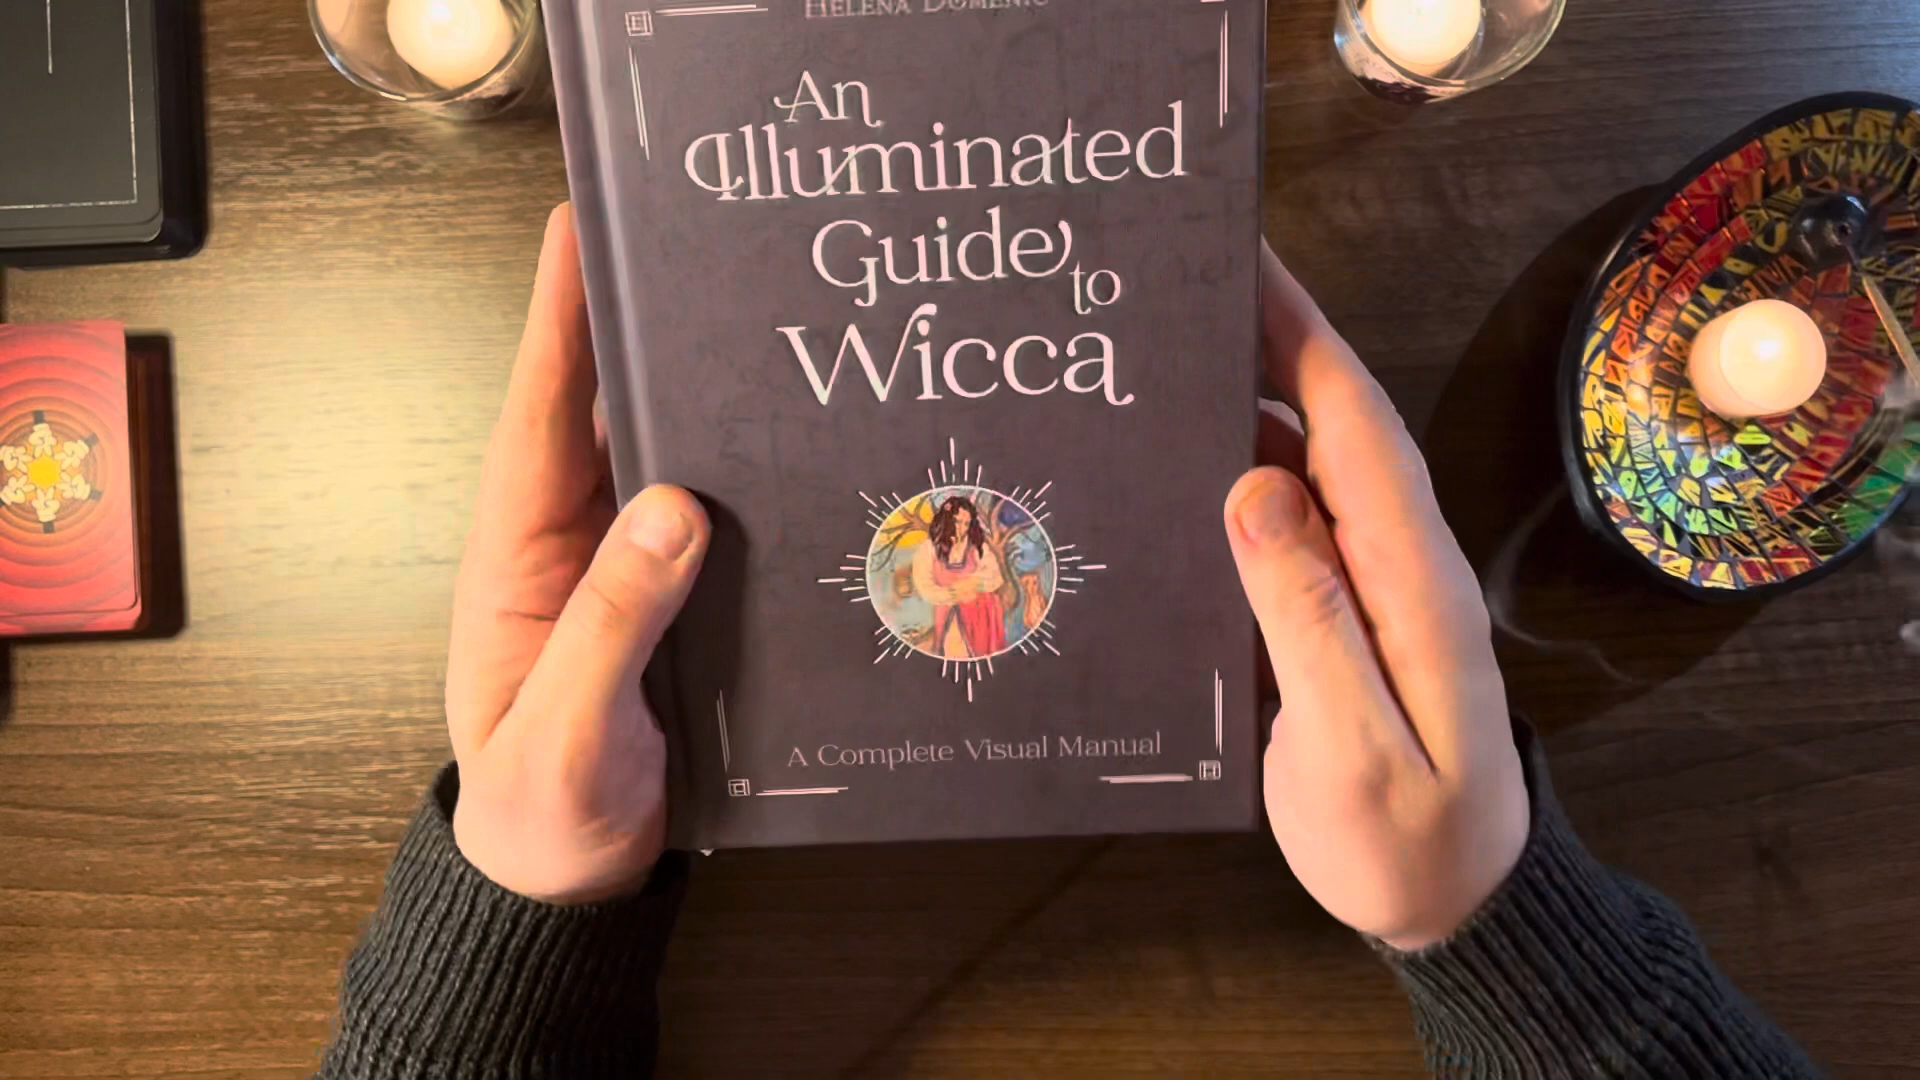 HELENA DOMENIC
An
Illuminated
Guide
to
Wicca
A Complete Visual Manual